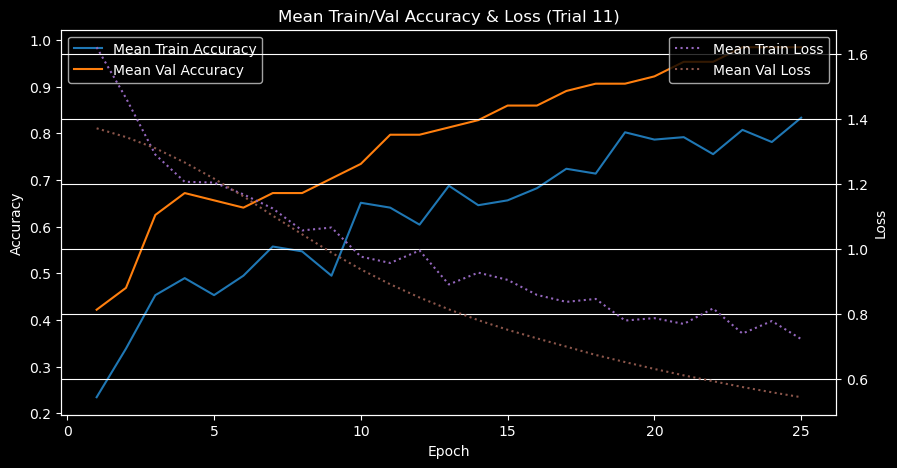 Mean Train/Val Accuracy & Loss (Trial 11)
Mean Train Accuracy
Mean Val Accuracy
Mean Train Loss
Mean Val Loss
1.0
0.9
0.8
0.7
0.6
0.5
0.4
0.3
0.2
Accuracy
1.6
1.4
1.2
1.0
0.8
0.6
Loss
0
5
10
15
20
25
Epoch